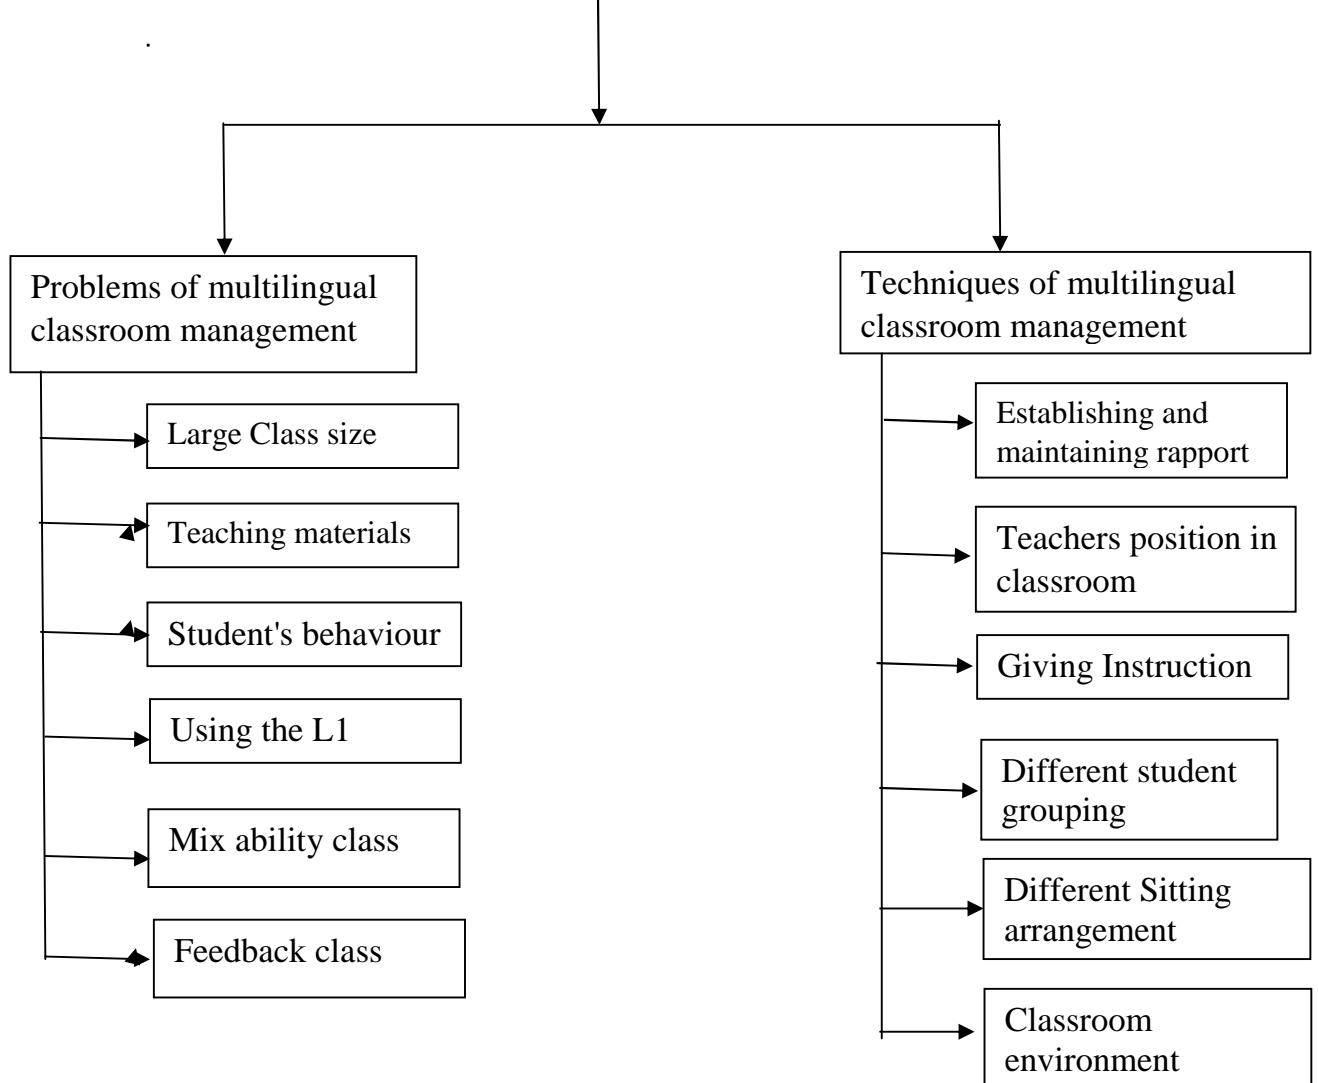 Problems of multilingual
classroom management
Large Class size
Teaching materials
Student's behaviour
Using the L1
Mix ability class
Feedback class
Techniques of multilingual
classroom management
Establishing and
maintaining rapport
Teachers position in
classroom
Giving Instruction
Different student
grouping
Different Sitting
arrangement
Classroom
environment